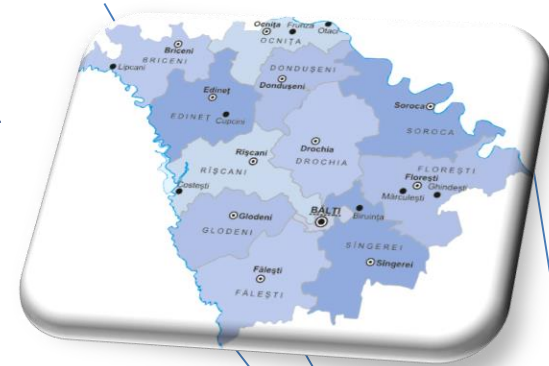 Ocnița
Frunză
Otaci
OCNIȚA
Briceni
BRICENI
Lipcani
DONDUȘENI
Dondușeni
Edineț
EDINEȚ
Cupcini
Soroca
SOROCA
Drochia
DROCHIA
Rîșcani
RÎȘCANI
Costești
FLOREȘTI
Florești
Ghindești
Mărculești
Glodeni
GLODENI
BĂLȚI
Biruința
SÎNGEREI
Sîngerei
Fălești
FĂLEȘTI